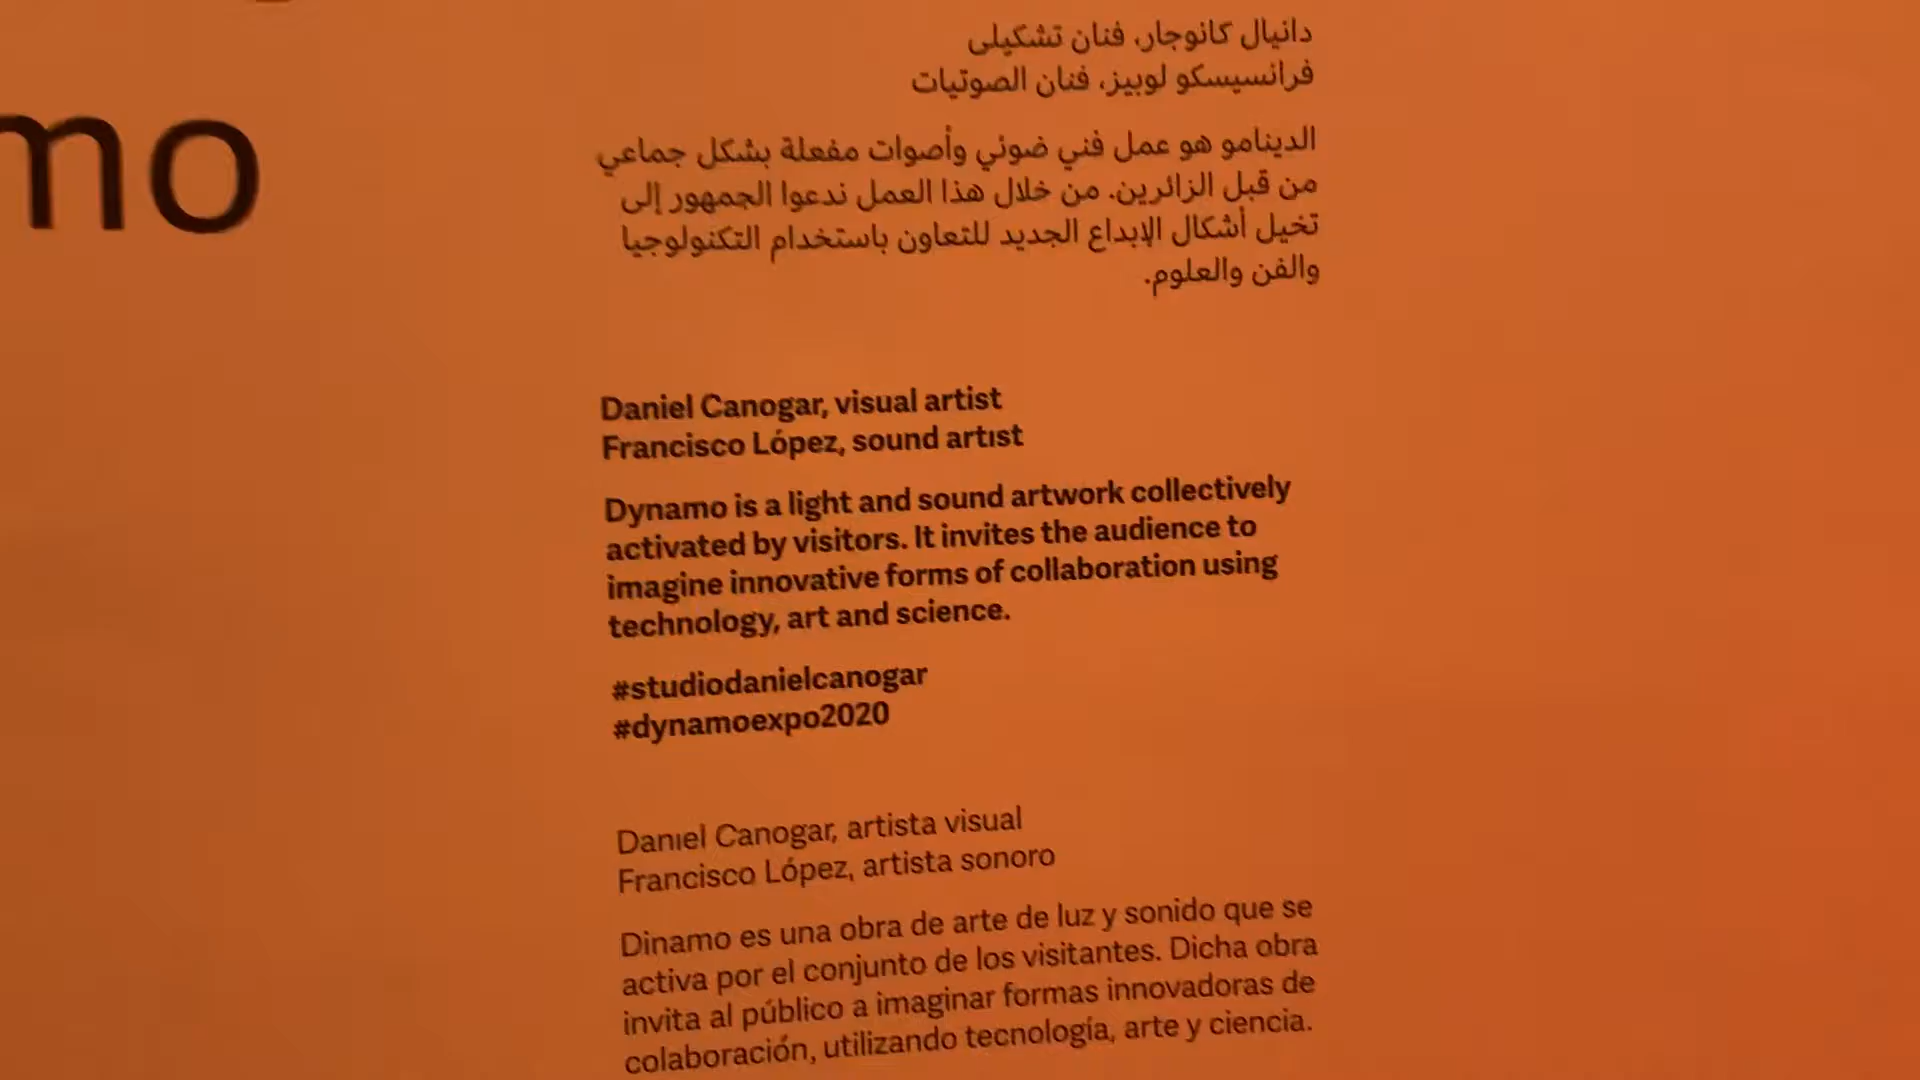 mo
دانيال كانوجار، فنان تشكيلى
فرانسيسكو لوبيز، فنان الصوتيات
الدينامو هو عمل فني ضوئي وأصوات مفعلة بشكل جماعي
من قبل الزائرين. من خلال هذا العمل ندعوا الجمهور إلى
تخيل أشكال الإبداع الجديد للتعاون باستخدام التكنولوجيا
والفن والعلوم.
Daniel Canogar, visual artist
Francisco López, sound artist
Dynamo is a light and sound artwork collectively
activated by visitors. It invites the audience to
imagine innovative forms of collaboration using
technology, art and science.
#studiodanielcanogar
#dynamoexpo2020
Daniel Canogar, artista visual
Francisco López, artista sonoro
Dinamo es una obra de arte de luz y sonido que se
activa por el conjunto de los visitantes. Dicha obra
invita al público a imaginar formas innovadoras de
colaboración, utilizando tecnología, arte y ciencia.